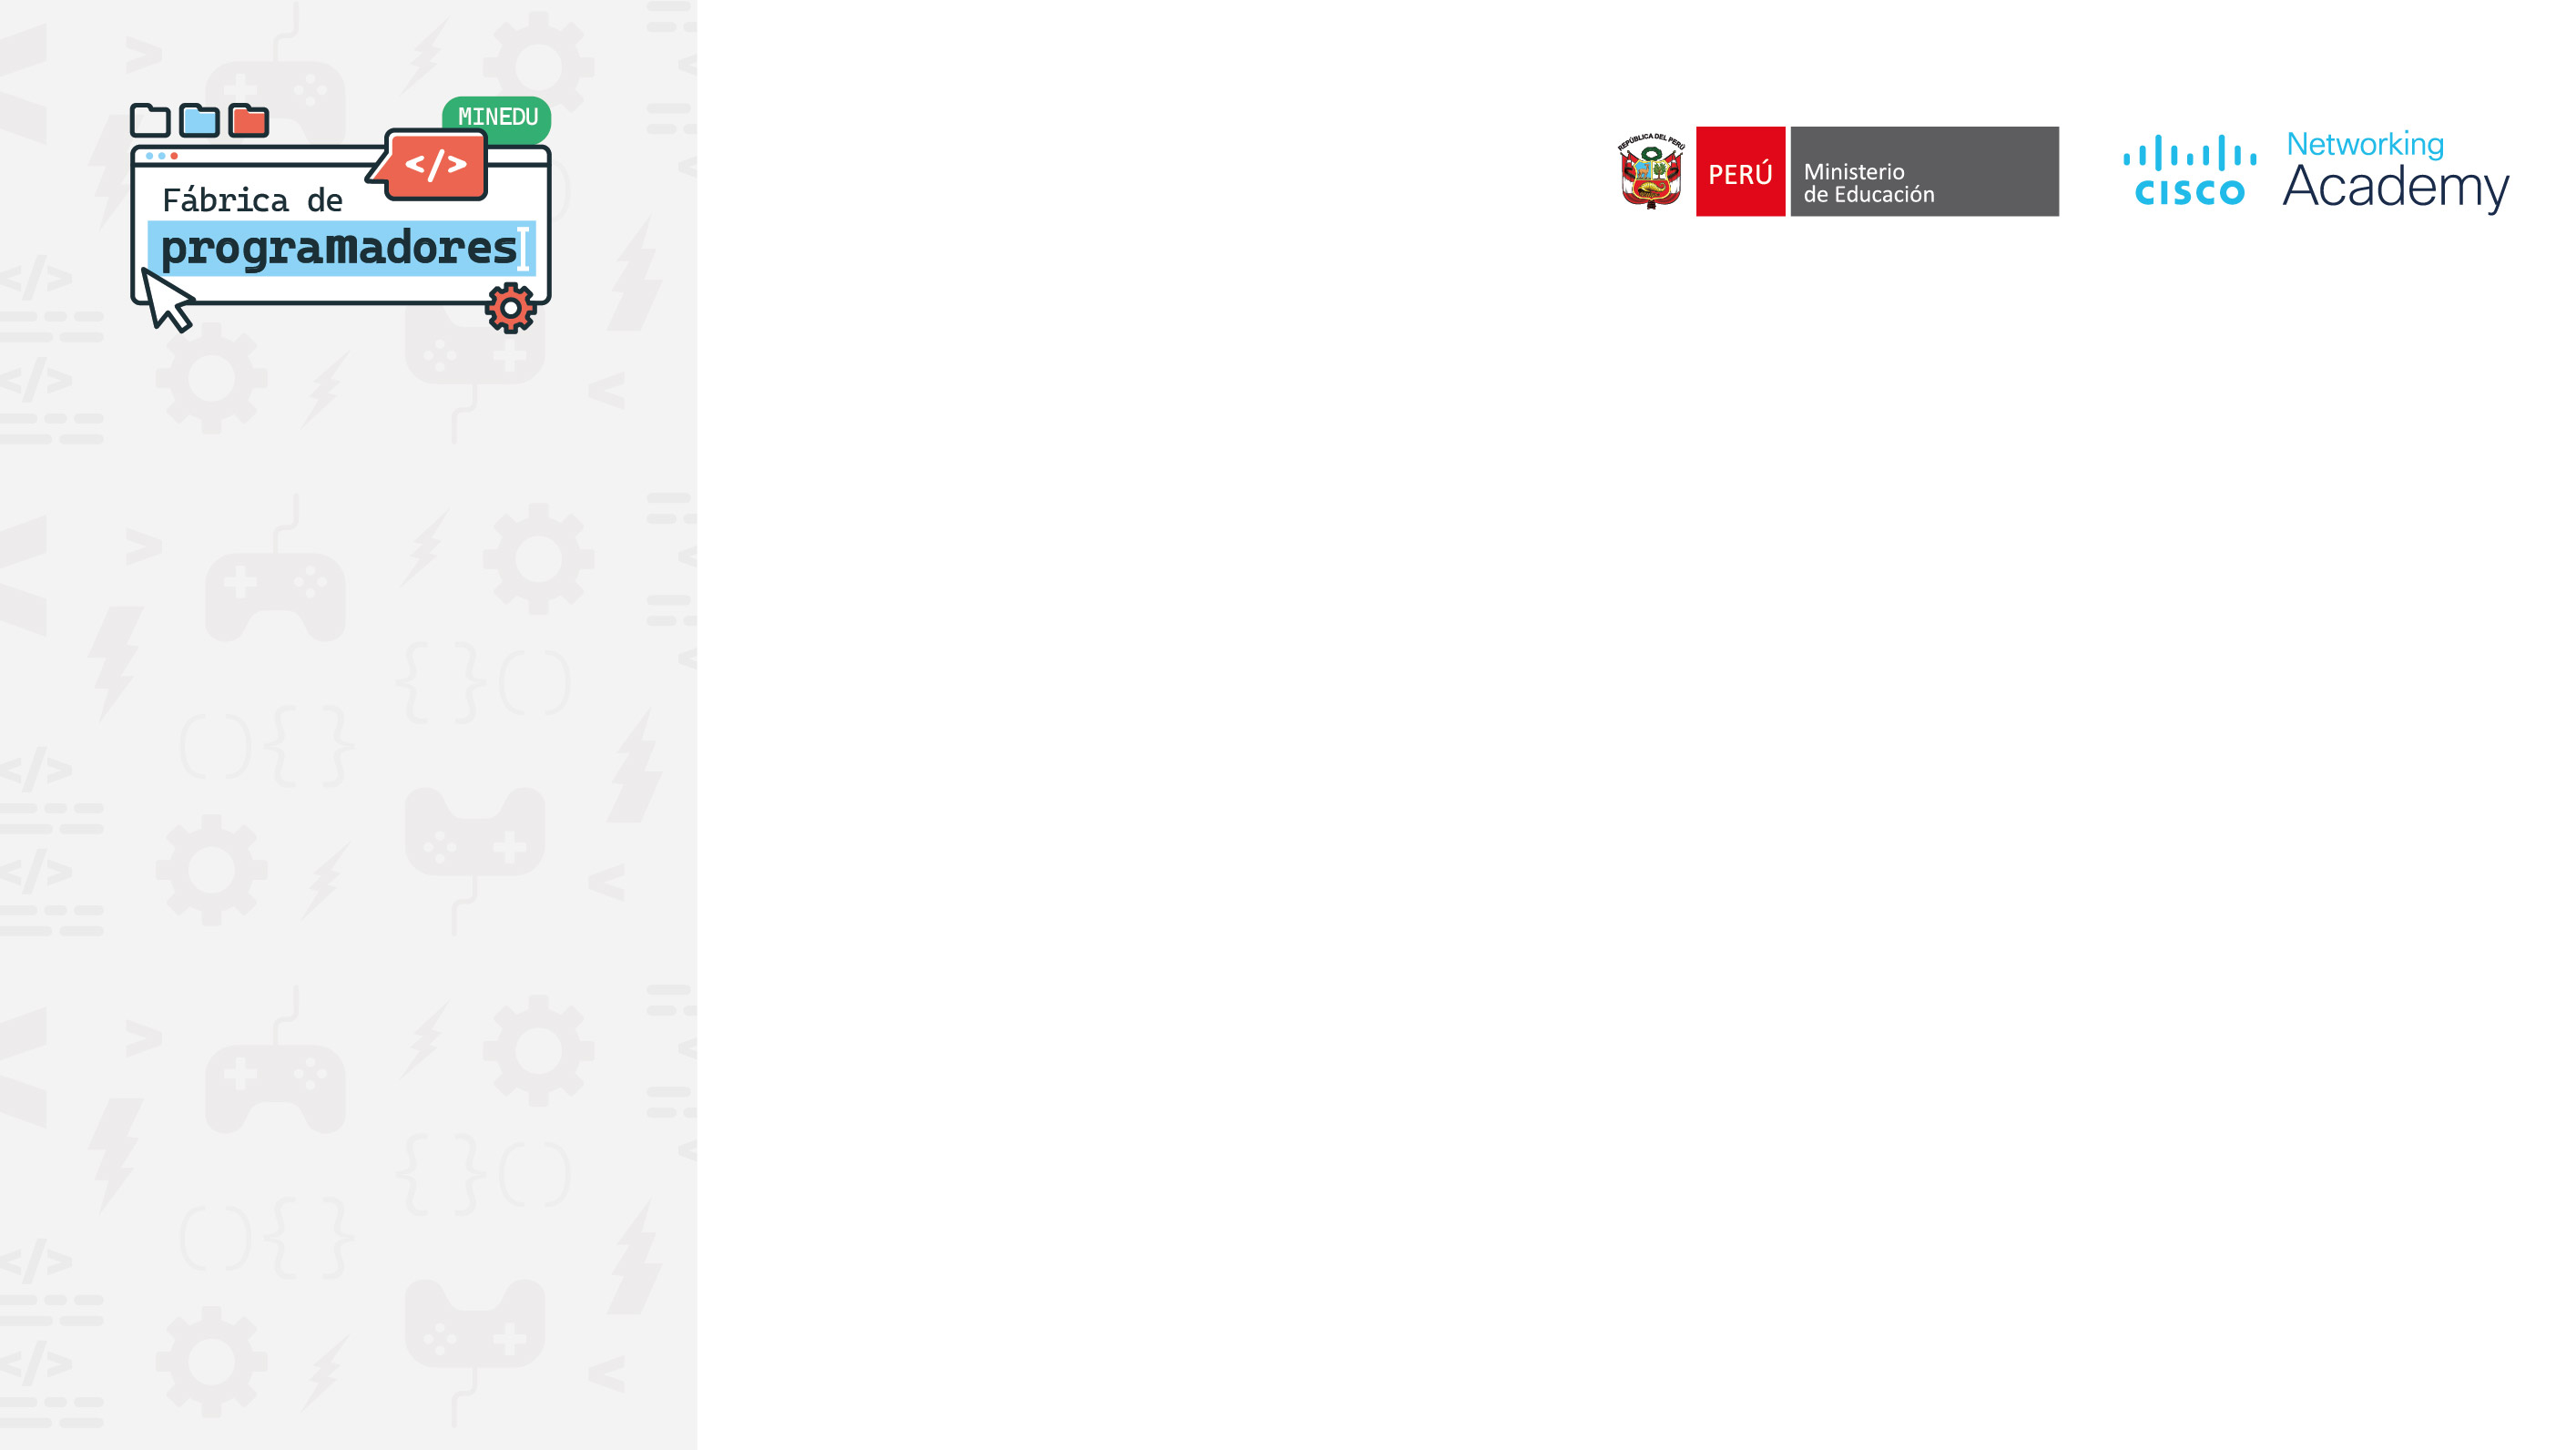 MINEDU
</>
Fábrica de
programadores
REPÚBLICA DEL PERÚ
PERÚ
Ministerio
de Educación
CISCO
Networking
Academy